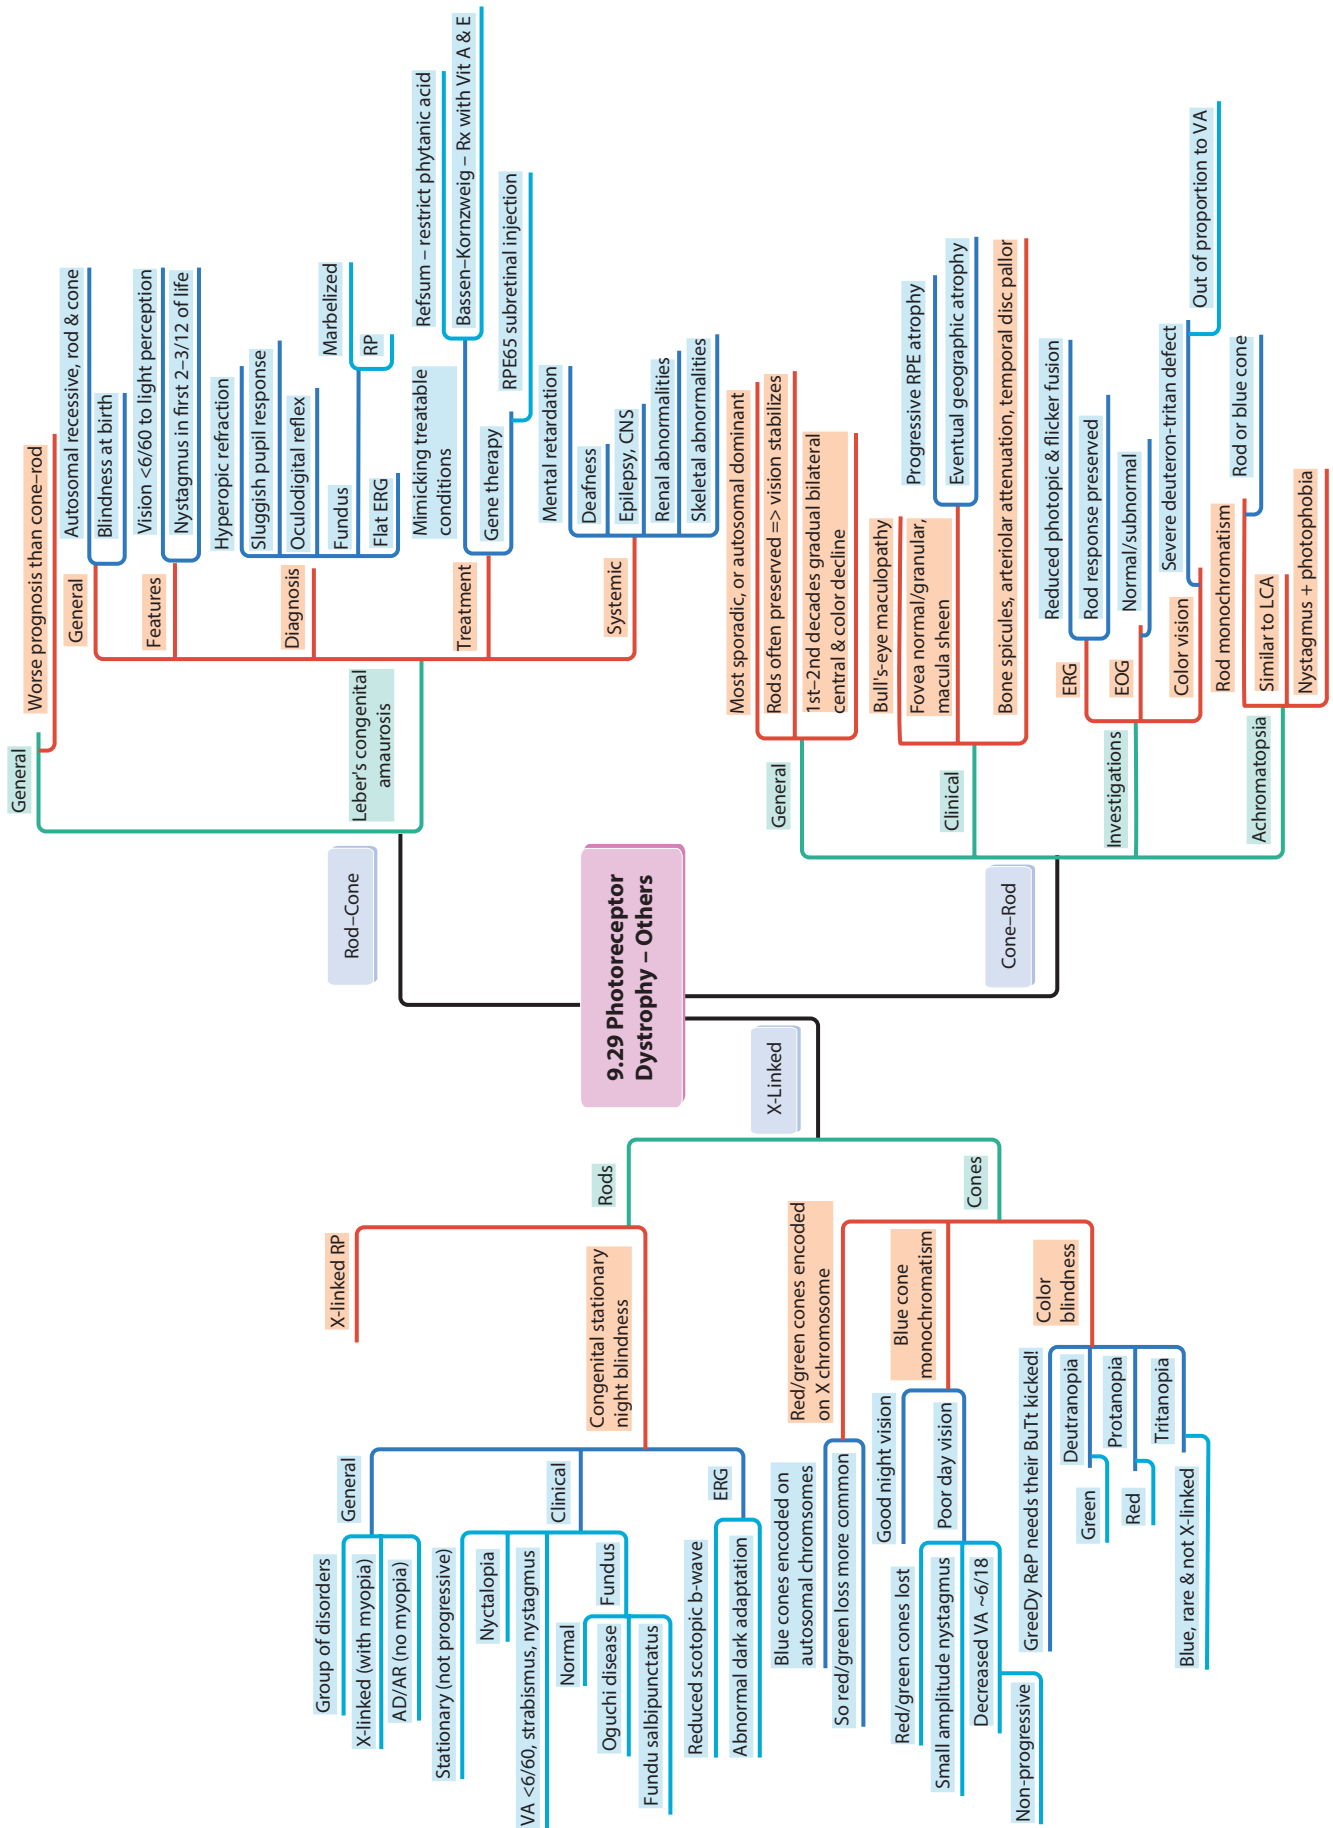 9.29 Photoreceptor
Dystrophy – Others
Rod–Cone
General
Worse prognosis than cone–rod
Leber's congenital
amaurosis
General
Autosomal recessive, rod & cone
Blindness at birth
Features
Vision <6/60 to light perception
Nystagmus in first 2–3/12 of life
Diagnosis
Hyperopic refraction
Sluggish pupil response
Oculodigital reflex
Fundus
Marbelized
RP
Flat ERG
Treatment
Mimicking treatable
conditions
Refsum – restrict phytanic acid
Bassen–Kornzweig – Rx with Vit A & E
Gene therapy
RPE65 subretinal injection
Systemic
Mental retardation
Deafness
Epilepsy, CNS
Renal abnormalities
Skeletal abnormalities
Cone–Rod
General
Most sporadic, or autosomal dominant
Rods often preserved => vision stabilizes
1st–2nd decades gradual bilateral
central & color decline
Clinical
Bull's-eye maculopathy
Fovea normal/granular,
macula sheen
Progressive RPE atrophy
Eventual geographic atrophy
Bone spicules, arteriolar attenuation, temporal disc pallor
Investigations
ERG
Reduced photopic & flicker fusion
Rod response preserved
EOG
Normal/subnormal
Color vision
Severe deuteron-tritan defect
Out of proportion to VA
Achromatopsia
Rod monochromatism
Rod or blue cone
Similar to LCA
Nystagmus + photophobia
X-Linked
Rods
X-linked RP
Congenital stationary
night blindness
General
Group of disorders
X-linked (with myopia)
AD/AR (no myopia)
Clinical
Stationary (not progressive)
Nyctalopia
VA <6/60, strabismus, nystagmus
Fundus
Normal
Oguchi disease
Fundu salbipunctatus
ERG
Reduced scotopic b-wave
Abnormal dark adaptation
Cones
Red/green cones encoded
on X chromosome
Blue cones encoded on
autosomal chromsomes
So red/green loss more common
Blue cone
monochromatism
Good night vision
Poor day vision
Red/green cones lost
Small amplitude nystagmus
Decreased VA ~6/18
Non-progressive
Color
blindness
GreeDy ReP needs their BuTt kicked!
Deutranopia
Green
Protanopia
Red
Tritanopia
Blue, rare & not X-linked